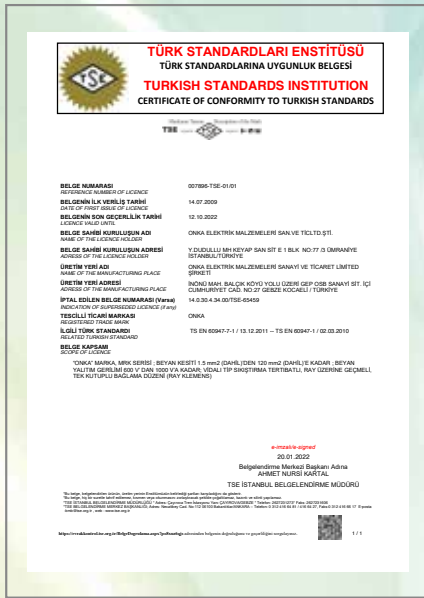 TÜRK STANDARDLARI ENSTİTÜSÜ
TÜRK STANDARDLARINA UYGUNLUK BELGESİ
TURKISH STANDARDS INSTITUTION
CERTIFICATE OF CONFORMITY TO TURKISH STANDARDS
TSE
TSE
BELGE NUMARASI 007896-TSE-01/01
REFERENCE NUMBER OF LICENCE
BELGENİN İLK VERİLİŞ TARİHİ 14.07.2009
DATE OF FIRST ISSUE OF LICENCE
BELGENİN SON GEÇERLİLİK TARİHİ 12.10.2022
LICENCE VALID UNTIL
BELGE SAHİBİ KURULUŞUN ADI ONKA ELEKTRİK MALZEMELERİ SAN.VE TİC.LTD.ŞTİ.
NAME OF THE LICENCE HOLDER
BELGE SAHİBİ KURULUŞUN ADRESİ Y.DUDULLU MH KEYAP SAN SİT E 1 BLK NO:77 /3 ÜMRANİYE
ADRESS OF THE LICENCE HOLDER İSTANBUL/TÜRKİYE
ÜRETİM YERİ ADI ONKA ELEKTRİK MALZEMELERİ SANAYİ VE TİCARET LİMİTED
NAME OF THE MANUFACTURING PLACE ŞİRKETİ
ÜRETİM YERİ ADRESİ İNÖNÜ MAH. BALÇIK KÖYÜ YOLU ÜZERİ GEP OSB SANAYİ SİT. İÇİ
ADRESS OF THE MANUFACTURING PLACE CUMHURİYET CAD. NO:27 GEBZE KOCAELİ / TÜRKİYE
İPTAL EDİLEN BELGE NUMARASI (Varsa) 14.0.30.4.34.00/TSE-65459
INDICATION OF SUPERSEDED LICENCE (if any)
TESCİLLİ TİCARİ MARKASI ONKA
REGISTERED TRADE MARK
İLGİLİ TÜRK STANDARDI TS EN 60947-7-1 / 13.12.2011 -- TS EN 60947-1 / 02.03.2010
RELATED TURKISH STANDARD
BELGE KAPSAMI
SCOPE OF LICENCE
"ONKA" MARKA, MRK SERİSİ ; BEYAN KESİTİ 1.5 mm2 (DAHİL)'DEN 120 mm2 (DAHİL)'E KADAR ; BEYAN
YALITIM GERİLİMİ 600 V' DAN 1000 V'A KADAR; VİDALI TİP SIKIŞTIRMA TERTİBATLI, RAY ÜZERİNE GEÇMELİ,
TEK KUTUPLU BAĞLAMA DÜZENİ (RAY KLEMENS)
e-imzalı/e-signed
20.01.2022
Belgelendirme Merkezi Başkanı Adına
AHMET NURSİ KARTAL
TSE İSTANBUL BELGELENDİRME MÜDÜRÜ
1 / 1